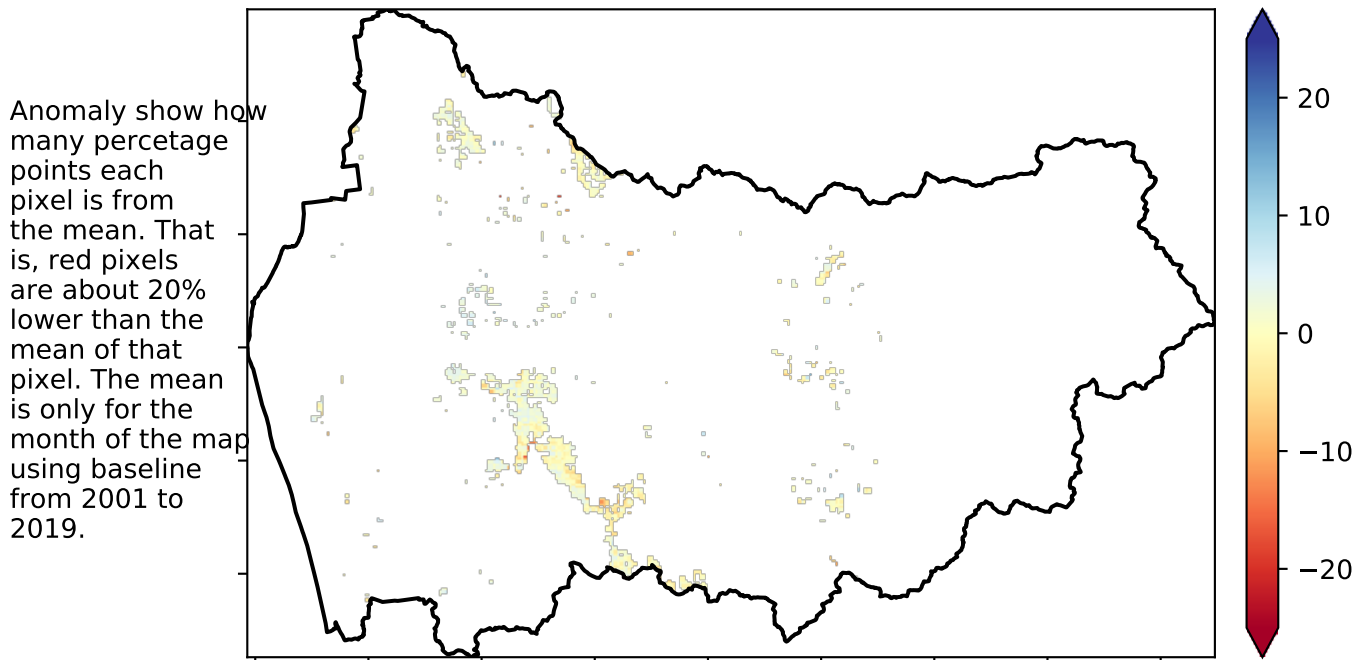 Anomaly show how
many percetage
points each
pixel is from
the mean. That
is, red pixels
are about 20%
lower than the
mean of that
pixel. The mean
is only for the
month of the map
using baseline
from 2001 to
2019.
20
10
0
−10
−20